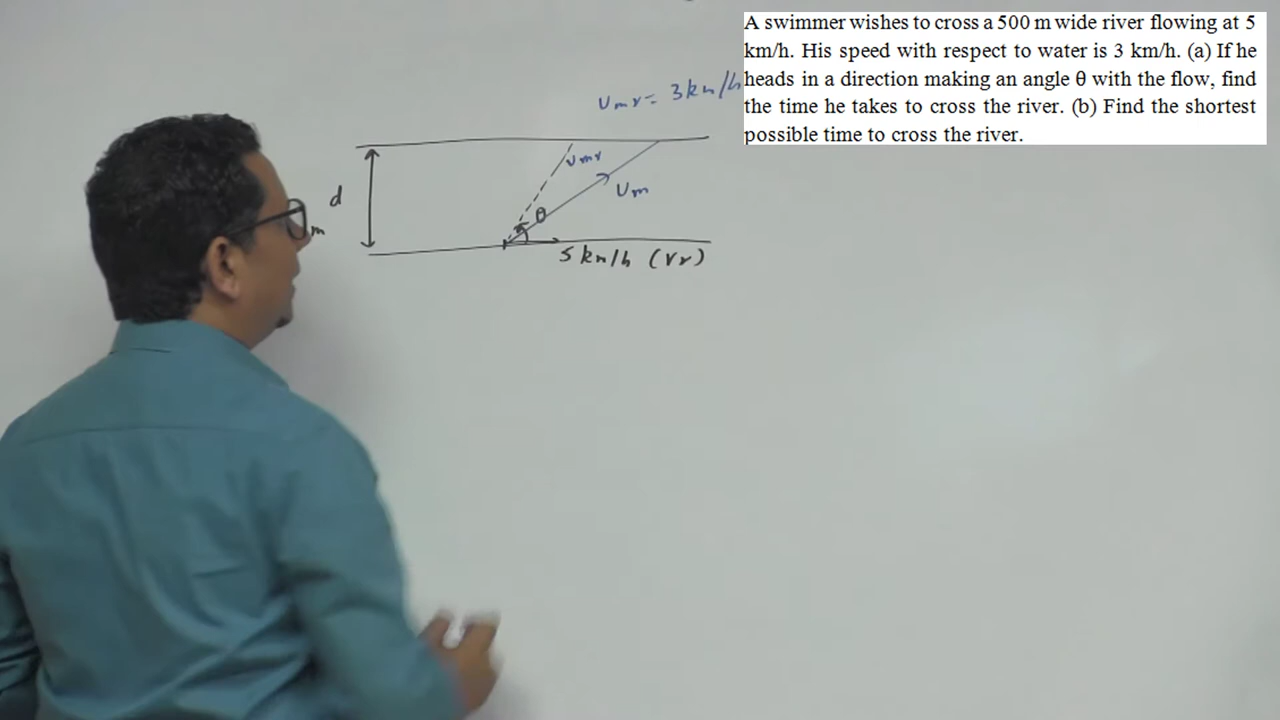 A swimmer wishes to cross a 500 m wide river flowing at 5
km/h. His speed with respect to water is 3 km/h. (a) If he
heads in a direction making an angle θ with the flow, find
the time he takes to cross the river. (b) Find the shortest
possible time to cross the river.
vmr = 3km/h
vmr
d
θ
vm
m
5 km/h (vr)